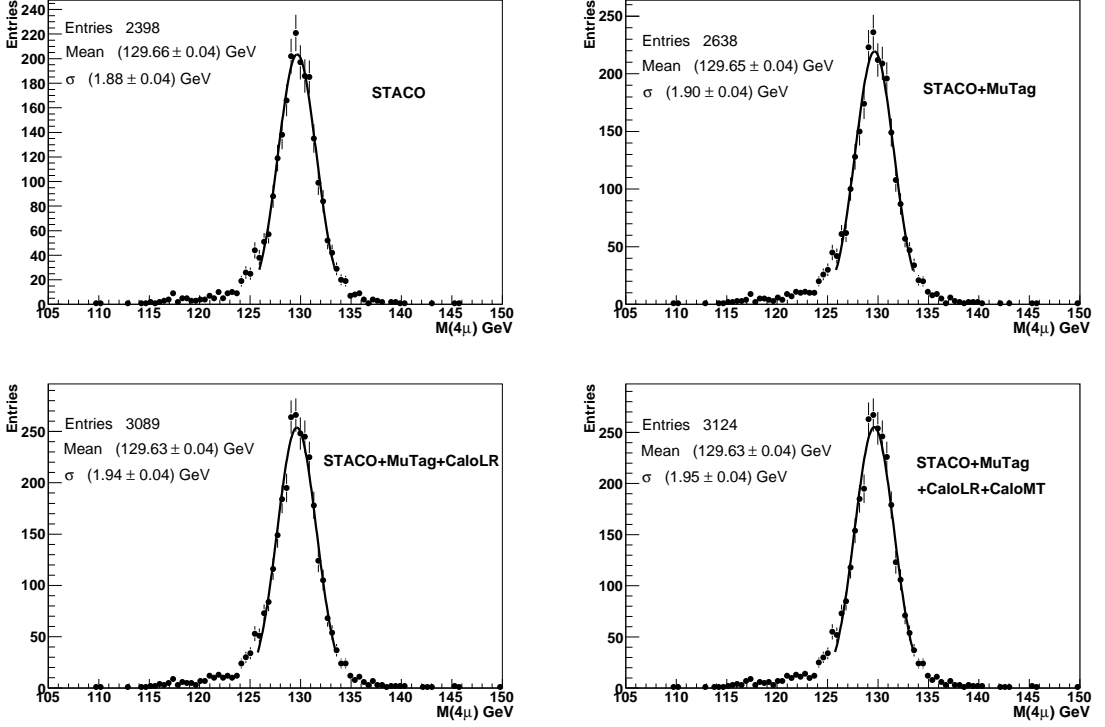 Entries
240
220
200
180
160
140
120
100
80
60
40
20
0
Entries 2398
Mean (129.66 ± 0.04) GeV
σ (1.88 ± 0.04) GeV
STACO
105 110 115 120 125 130 135 140 145 150
M(4μ) GeV
Entries
250
200
150
100
50
0
Entries 2638
Mean (129.65 ± 0.04) GeV
σ (1.90 ± 0.04) GeV
STACO+MuTag
105 110 115 120 125 130 135 140 145 150
M(4μ) GeV
Entries
250
200
150
100
50
0
Entries 3089
Mean (129.63 ± 0.04) GeV
σ (1.94 ± 0.04) GeV
STACO+MuTag+CaloLR
105 110 115 120 125 130 135 140 145 150
M(4μ) GeV
Entries
250
200
150
100
50
0
Entries 3124
Mean (129.63 ± 0.04) GeV
σ (1.95 ± 0.04) GeV
STACO+MuTag
+CaloLR+CaloMT
105 110 115 120 125 130 135 140 145 150
M(4μ) GeV